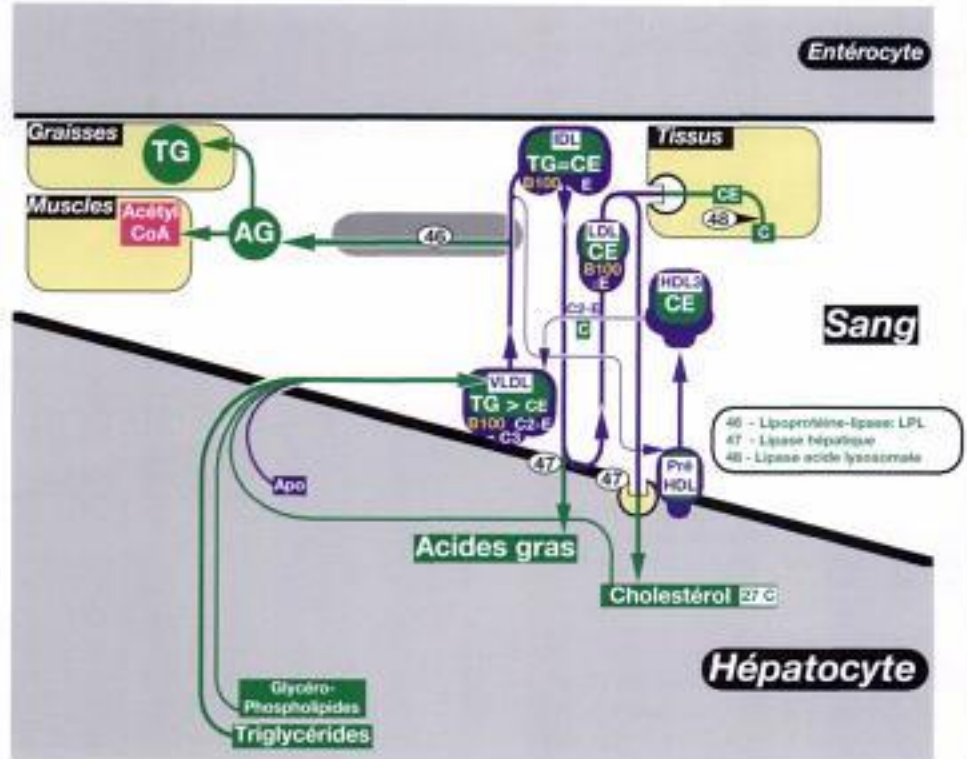 Entérocyte
Graisses
TG
Muscles
Acétyl
CoA
AG
46
IDL
TG=CE
B100 E
Tissus
CE
48
C
LDL
CE
B100
E
HDL3
CE
C2-E
C
Sang
VLDL
TG > CE
B100 C2-E
C3
46 - Lipoprotéine-lipase: LPL
47 - Lipase hépatique
48 - Lipase acide lysosomale
47
47
Pré
HDL
Apo
Acides gras
Cholestérol 27 C
Hépatocyte
Glycéro-
Phospholipides
Triglycérides